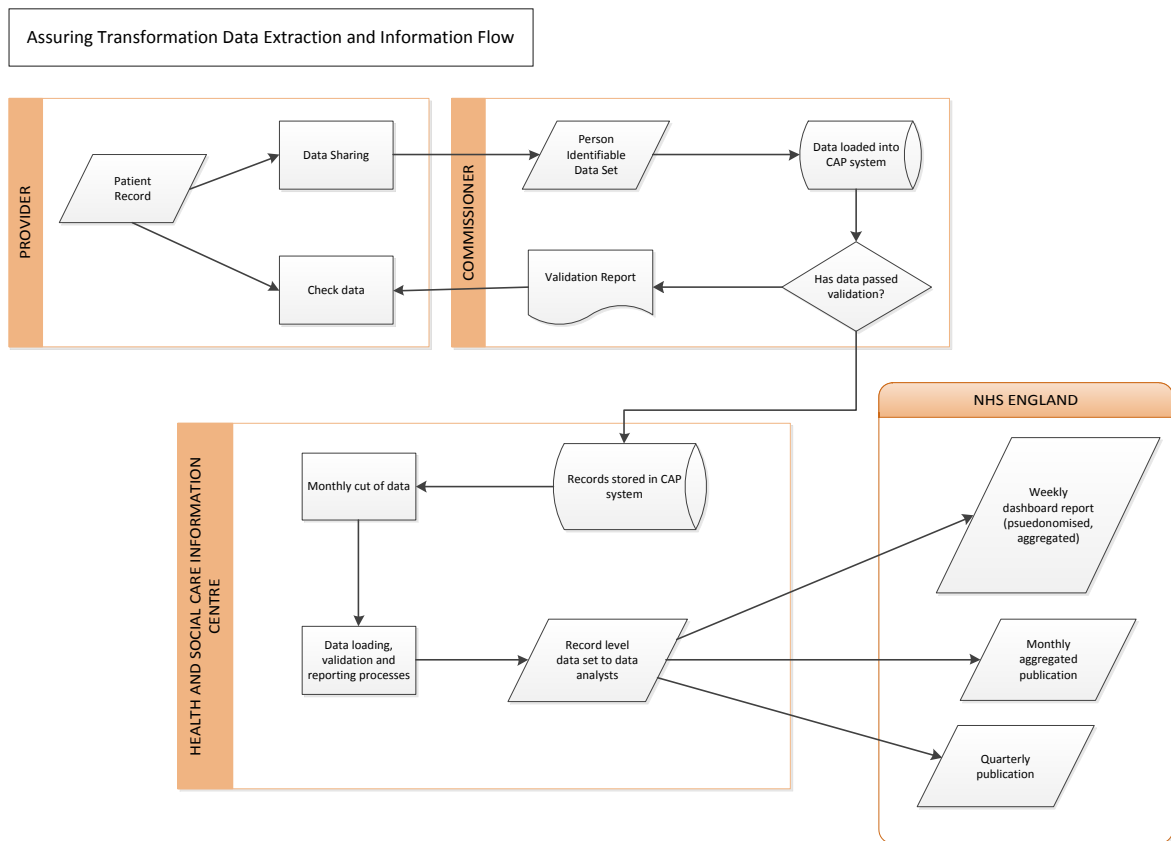 Assuring Transformation Data Extraction and Information Flow
PROVIDER
Patient
Record
Data Sharing
Check data
COMMISSIONER
Person
Identifiable
Data Set
Data loaded into
CAP system
Validation Report
Has data passed
validation?
HEALTH AND SOCIAL CARE INFORMATION
CENTRE
Monthly cut of data
Records stored in CAP
system
Data loading,
validation and
reporting processes
Record level
data set to data
analysts
NHS ENGLAND
Weekly
dashboard report
(psuedonomised,
aggregated)
Monthly
aggregated
publication
Quarterly
publication